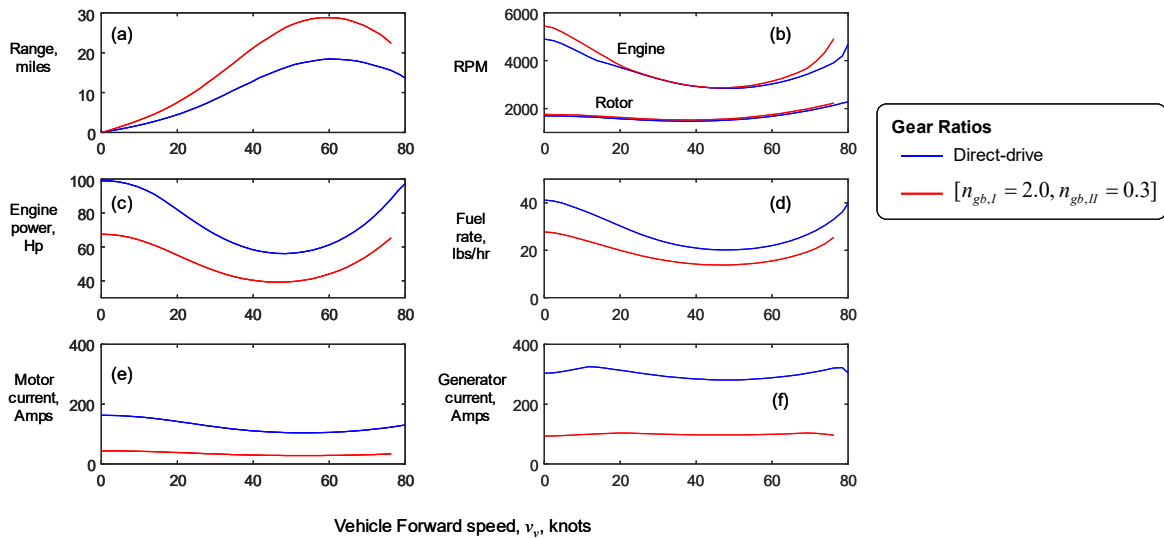 (a)
Range,
miles
30
20
10
0
0 20 40 60 80
(b)
RPM
6000
4000
2000
Engine
Rotor
0 20 40 60 80
Gear Ratios
Direct-drive
[n_{gb,I} = 2.0, n_{gb,II} = 0.3]
(c)
Engine
power,
Hp
100
80
60
40
0 20 40 60 80
(d)
Fuel
rate,
lbs/hr
40
20
0
0 20 40 60 80
(e)
Motor
current,
Amps
400
200
0
0 20 40 60 80
(f)
Generator
current,
Amps
400
200
0
0 20 40 60 80
Vehicle Forward speed, v_v, knots